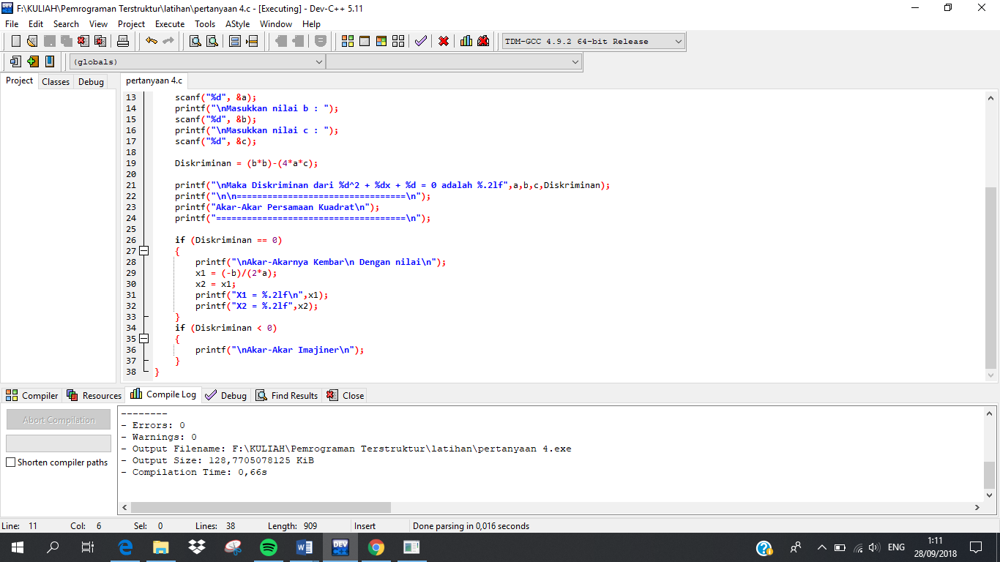 F:\KULIAH\Pemrograman Terstruktur\latihan\pertanyaan 4.c - [Executing] - Dev-C++ 5.11
File Edit Search View Project Execute Tools AStyle Window Help
TDM-GCC 4.9.2 64-bit Release
(globals)
Project Classes Debug pertanyaan 4.c
13 scanf("%d", &a);
14 printf("\nMasukkan nilai b : ");
15 scanf("%d", &b);
16 printf("\nMasukkan nilai c : ");
17 scanf("%d", &c);
18
19 Diskriminan = (b*b)-(4*a*c);
20
21 printf("\nMaka Diskriminan dari %d^2 + %dx + %d = 0 adalah %.2lf",a,b,c,Diskriminan);
22 printf("\n\n=================================\n");
23 printf("Akar-Akar Persamaan Kuadrat\n");
24 printf("=====================================\n");
25
26 if (Diskriminan == 0)
27 {
28 printf("\nAkar-Akarnya Kembar\n Dengan nilai\n");
29 x1 = (-b)/(2*a);
30 x2 = x1;
31 printf("X1 = %.2lf\n",x1);
32 printf("X2 = %.2lf",x2);
33 }
34 if (Diskriminan < 0)
35 {
36 printf("\nAkar-Akar Imajiner\n");
37 }
38 }
Compiler Resources Compile Log Debug Find Results Close
Abort Compilation
Shorten compiler paths
--------
- Errors: 0
- Warnings: 0
- Output Filename: F:\KULIAH\Pemrograman Terstruktur\latihan\pertanyaan 4.exe
- Output Size: 128,7705078125 KiB
- Compilation Time: 0,66s
Line: 11 Col: 6 Sel: 0 Lines: 38 Length: 909 Insert Done parsing in 0,016 seconds
DEV
ENG
1:11
28/09/2018